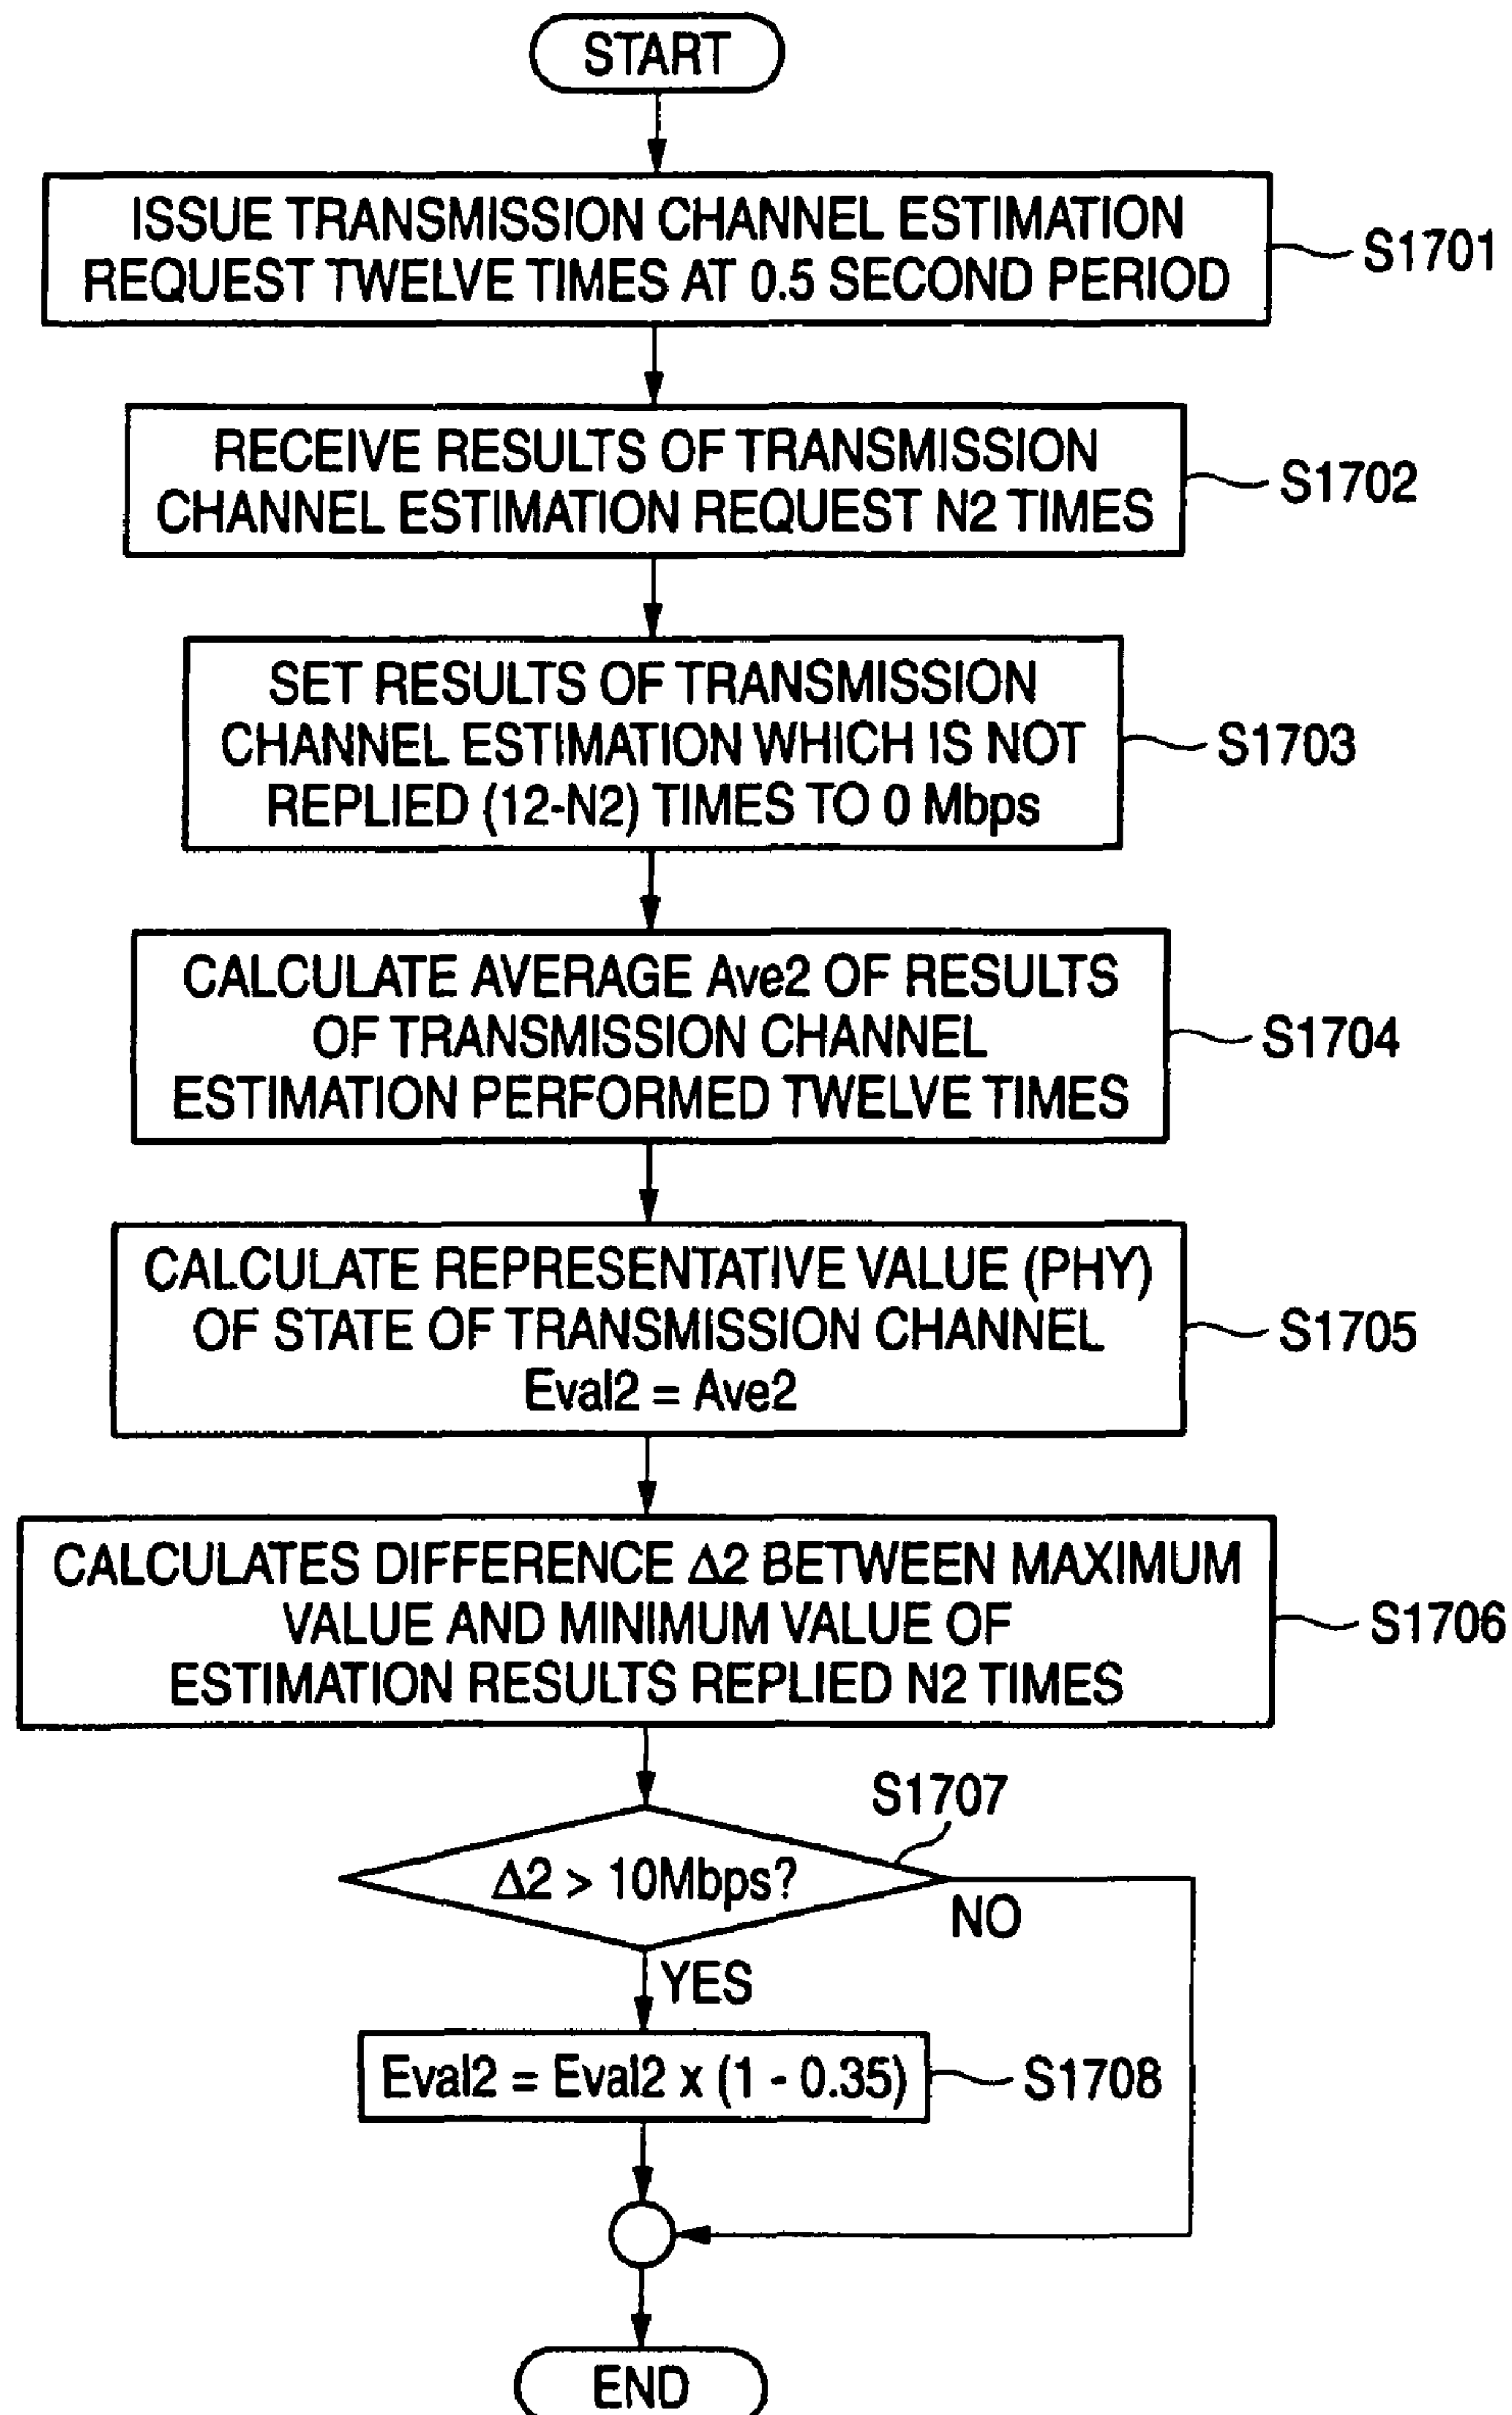 START
ISSUE TRANSMISSION CHANNEL ESTIMATION
REQUEST TWELVE TIMES AT 0.5 SECOND PERIOD
S1701
RECEIVE RESULTS OF TRANSMISSION
CHANNEL ESTIMATION REQUEST N2 TIMES
S1702
SET RESULTS OF TRANSMISSION
CHANNEL ESTIMATION WHICH IS NOT
REPLIED (12-N2) TIMES TO 0 Mbps
S1703
CALCULATE AVERAGE Ave2 OF RESULTS
OF TRANSMISSION CHANNEL
ESTIMATION PERFORMED TWELVE TIMES
S1704
CALCULATE REPRESENTATIVE VALUE (PHY)
OF STATE OF TRANSMISSION CHANNEL
Eval2 = Ave2
S1705
CALCULATES DIFFERENCE Δ2 BETWEEN MAXIMUM
VALUE AND MINIMUM VALUE OF
ESTIMATION RESULTS REPLIED N2 TIMES
S1706
S1707
Δ2 > 10Mbps?
NO
YES
Eval2 = Eval2 x (1 - 0.35)
S1708
END